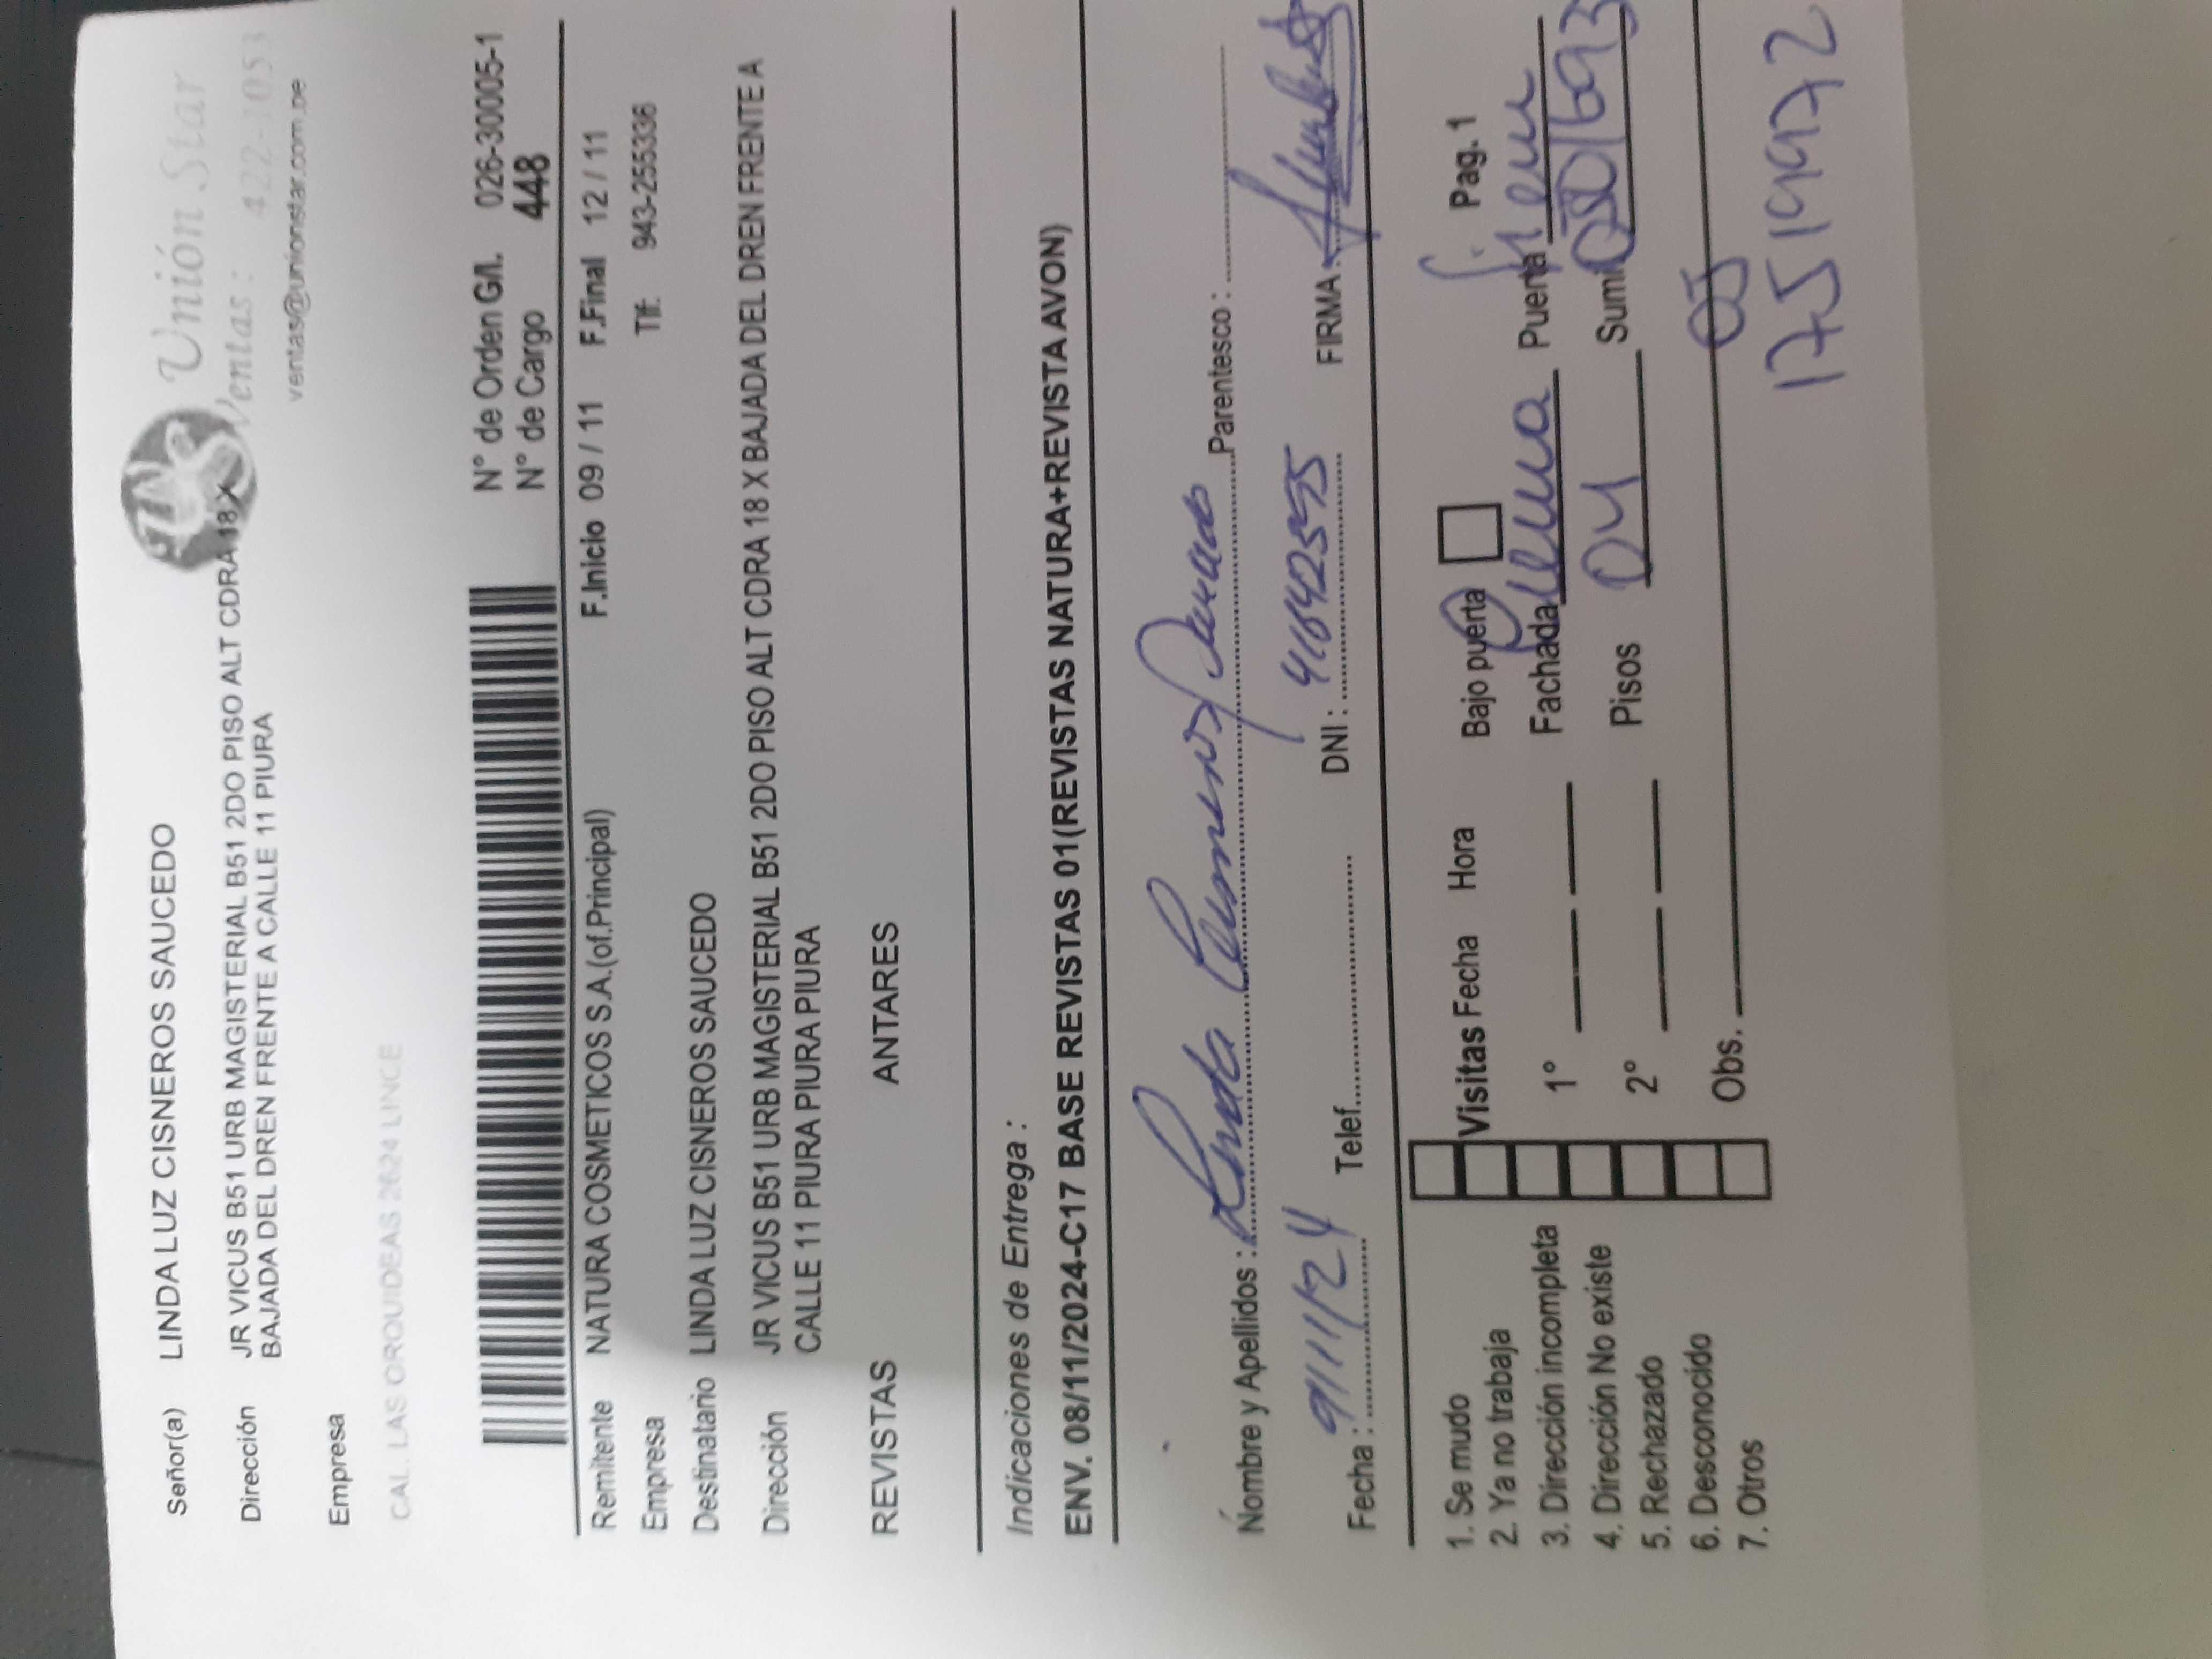 Unión Star
Ventas: 422-1053
ventas@unionstar.com.pe
Señor(a) LINDA LUZ CISNEROS SAUCEDO
Dirección JR VICUS B51 URB MAGISTERIAL B51 2DO PISO ALT CDRA 18 X
BAJADA DEL DREN FRENTE A CALLE 11 PIURA
Empresa
CAL. LAS ORQUIDEAS 2624 LINCE
N° de Orden G/I. 026-30005-1
N° de Cargo 448
Remitente NATURA COSMETICOS S.A.(of.Principal) F.Inicio 09 / 11 F.Final 12 / 11
Empresa Tlf: 943-255336
Destinatario LINDA LUZ CISNEROS SAUCEDO
Dirección JR VICUS B51 URB MAGISTERIAL B51 2DO PISO ALT CDRA 18 X BAJADA DEL DREN FRENTE A
CALLE 11 PIURA PIURA PIURA
REVISTAS ANTARES
Indicaciones de Entrega :
ENV. 08/11/2024-C17 BASE REVISTAS 01(REVISTAS NATURA+REVISTA AVON)
Nombre y Apellidos : Linda Cisneros Parentesco :
Fecha : 9/11/24 Telef. DNI : FIRMA :
1. Se mudo Visitas Fecha Hora Bajo puerta Pag. 1
2. Ya no trabaja
3. Dirección incompleta 1° Fachada Puerta
4. Dirección No existe
5. Rechazado 2° Pisos 04 Sumi
6. Desconocido
7. Otros Obs.
17519972